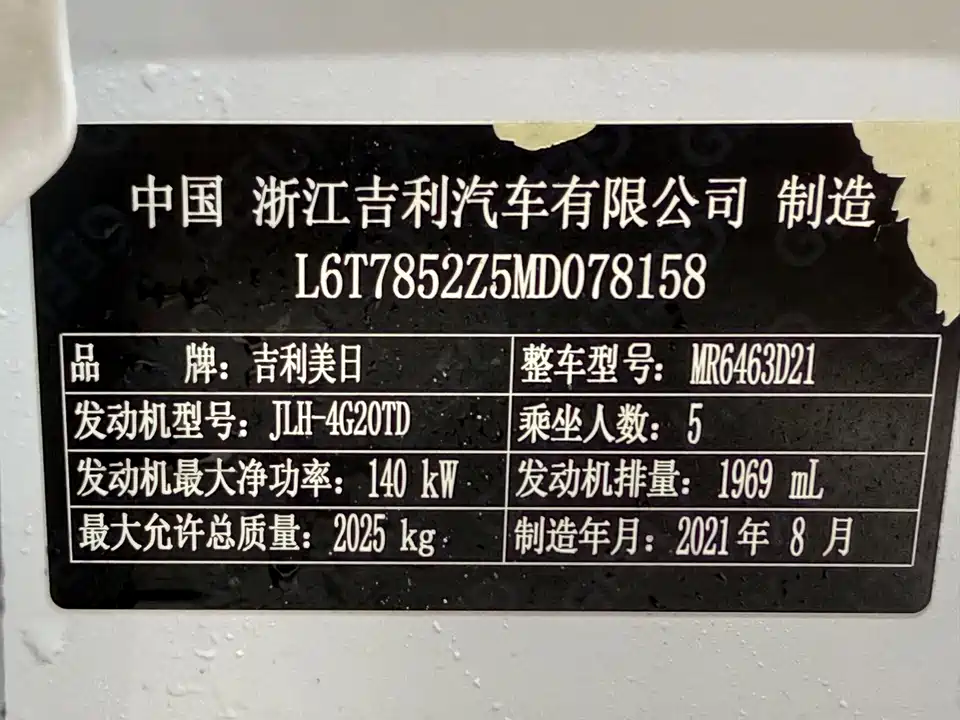 中国 浙江吉利汽车有限公司 制造
L6T7852Z5MD078158
品 牌：吉利美日 整车型号：MR6463D21
发动机型号：JLH-4G20TD 乘坐人数：5
发动机最大净功率：140 kW 发动机排量：1969 mL
最大允许总质量：2025 kg 制造年月：2021年 8 月